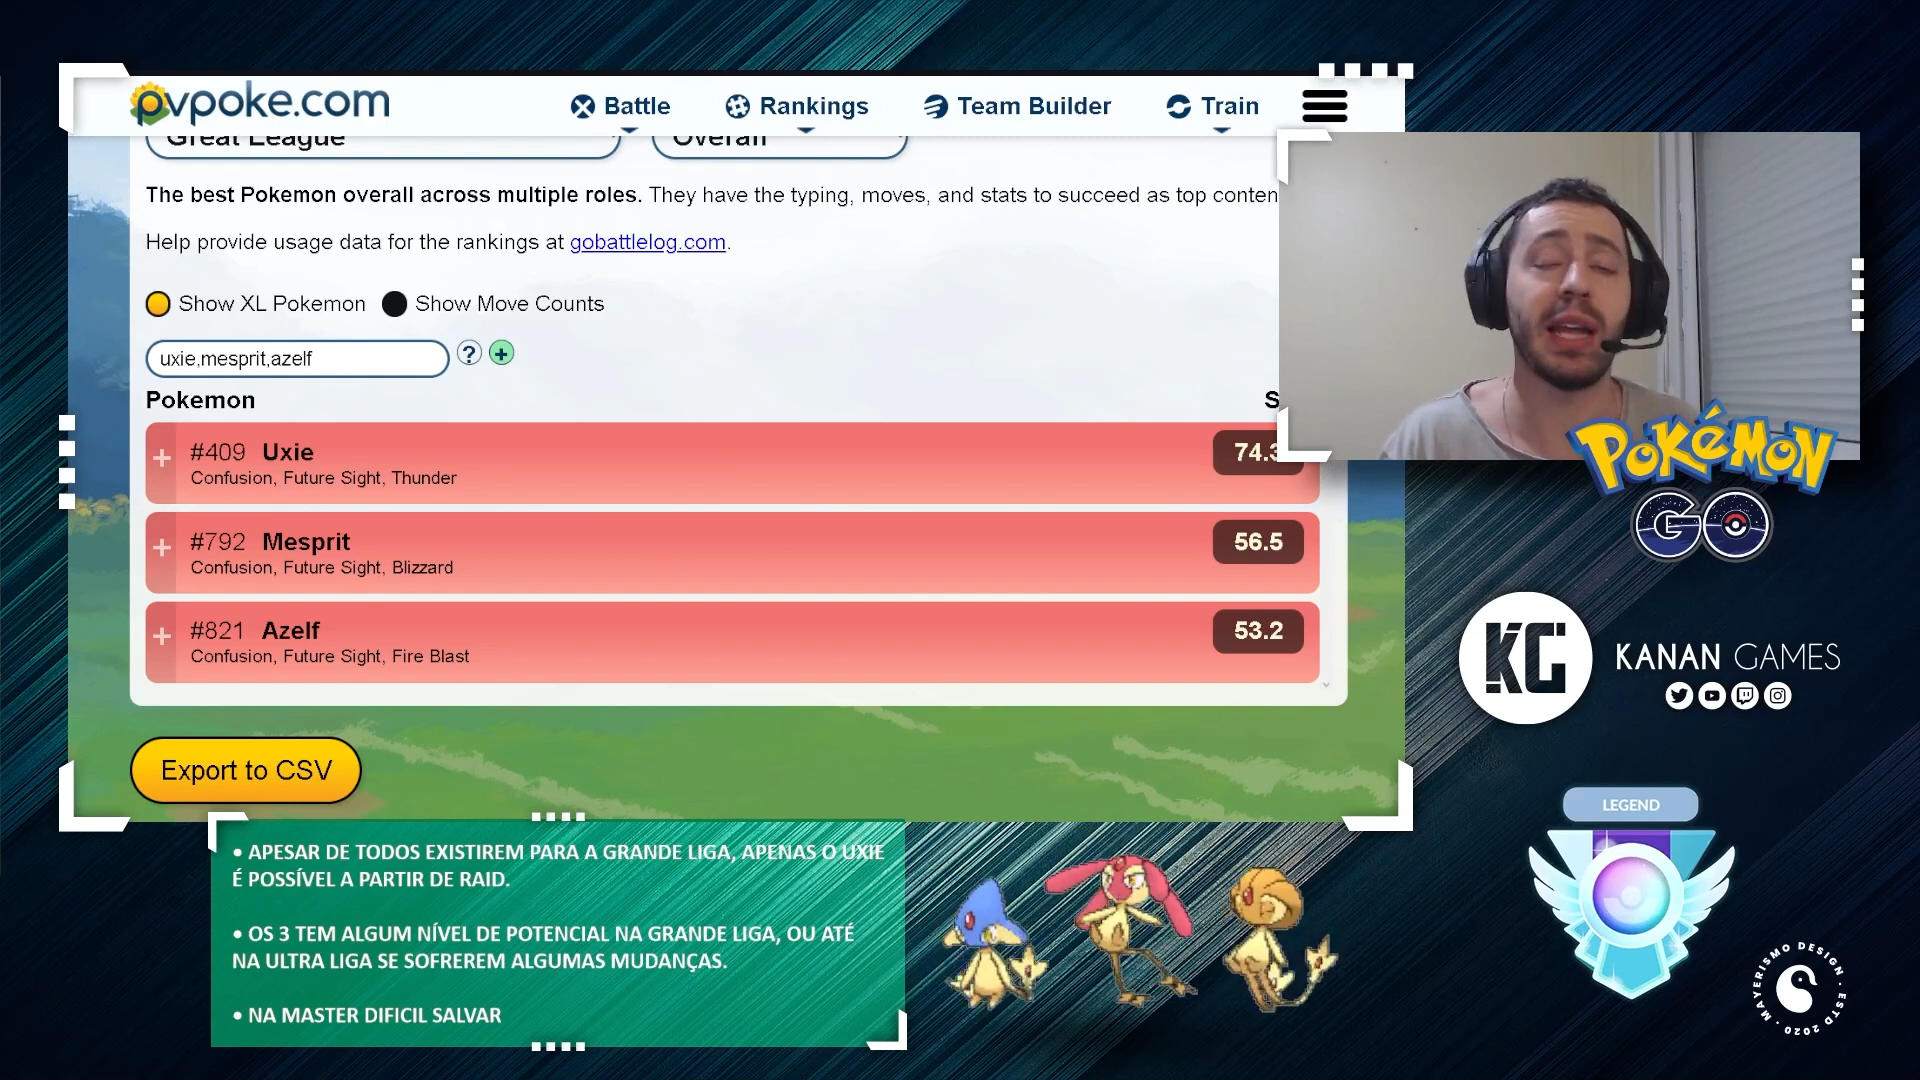 pvpoke.com
Battle
Rankings
Team Builder
Train
Great League
Overall
The best Pokemon overall across multiple roles. They have the typing, moves, and stats to succeed as top conten
Help provide usage data for the rankings at gobattlelog.com.
Show XL Pokemon
Show Move Counts
uxie,mesprit,azelf
?
+
Pokemon
S
+ #409 Uxie
74.3
Confusion, Future Sight, Thunder
+ #792 Mesprit
56.5
Confusion, Future Sight, Blizzard
+ #821 Azelf
53.2
Confusion, Future Sight, Fire Blast
Export to CSV
• APESAR DE TODOS EXISTIREM PARA A GRANDE LIGA, APENAS O UXIE
É POSSÍVEL A PARTIR DE RAID.
• OS 3 TEM ALGUM NÍVEL DE POTENCIAL NA GRANDE LIGA, OU ATÉ
NA ULTRA LIGA SE SOFREREM ALGUMAS MUDANÇAS.
• NA MASTER DIFICIL SALVAR
POKéMON
GO
KG
KANAN GAMES
LEGEND
MAYERISMO DESIGN · ESTD 2020 ·